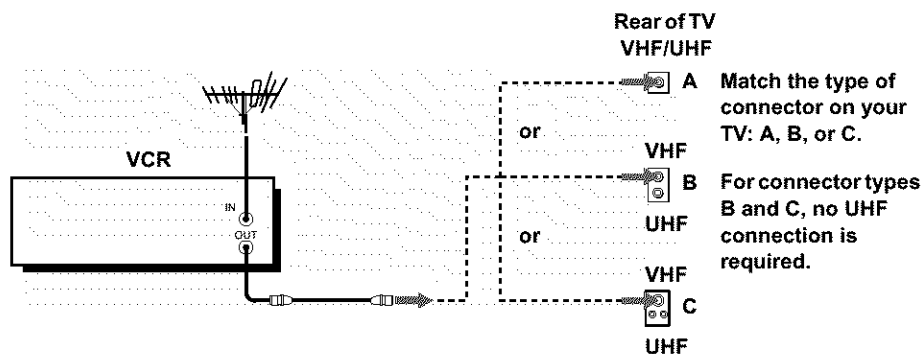 Rear of TV
VHF/UHF
A
Match the type of
connector on your
TV: A, B, or C.
or
VCR
VHF
B
For connector types
B and C, no UHF
connection is
required.
IN
OUT
UHF
or
VHF
C
UHF